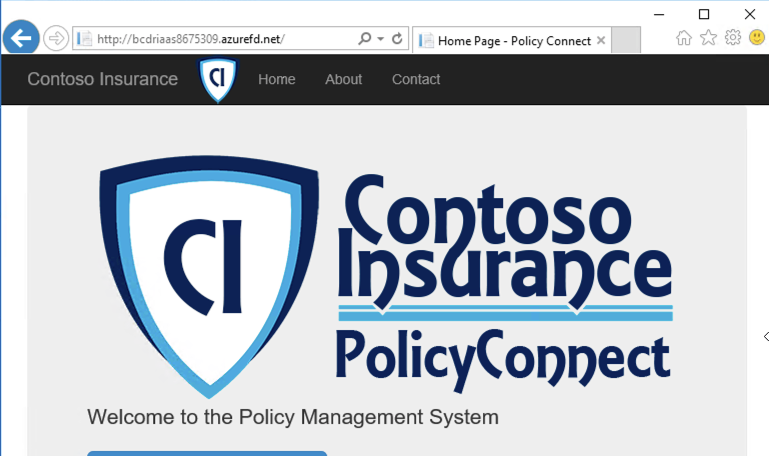 http://bcdriaas8675309.azurefd.net/
Home Page - Policy Connect
Contoso Insurance CI Home About Contact
CI
Contoso
Insurance
PolicyConnect
Welcome to the Policy Management System